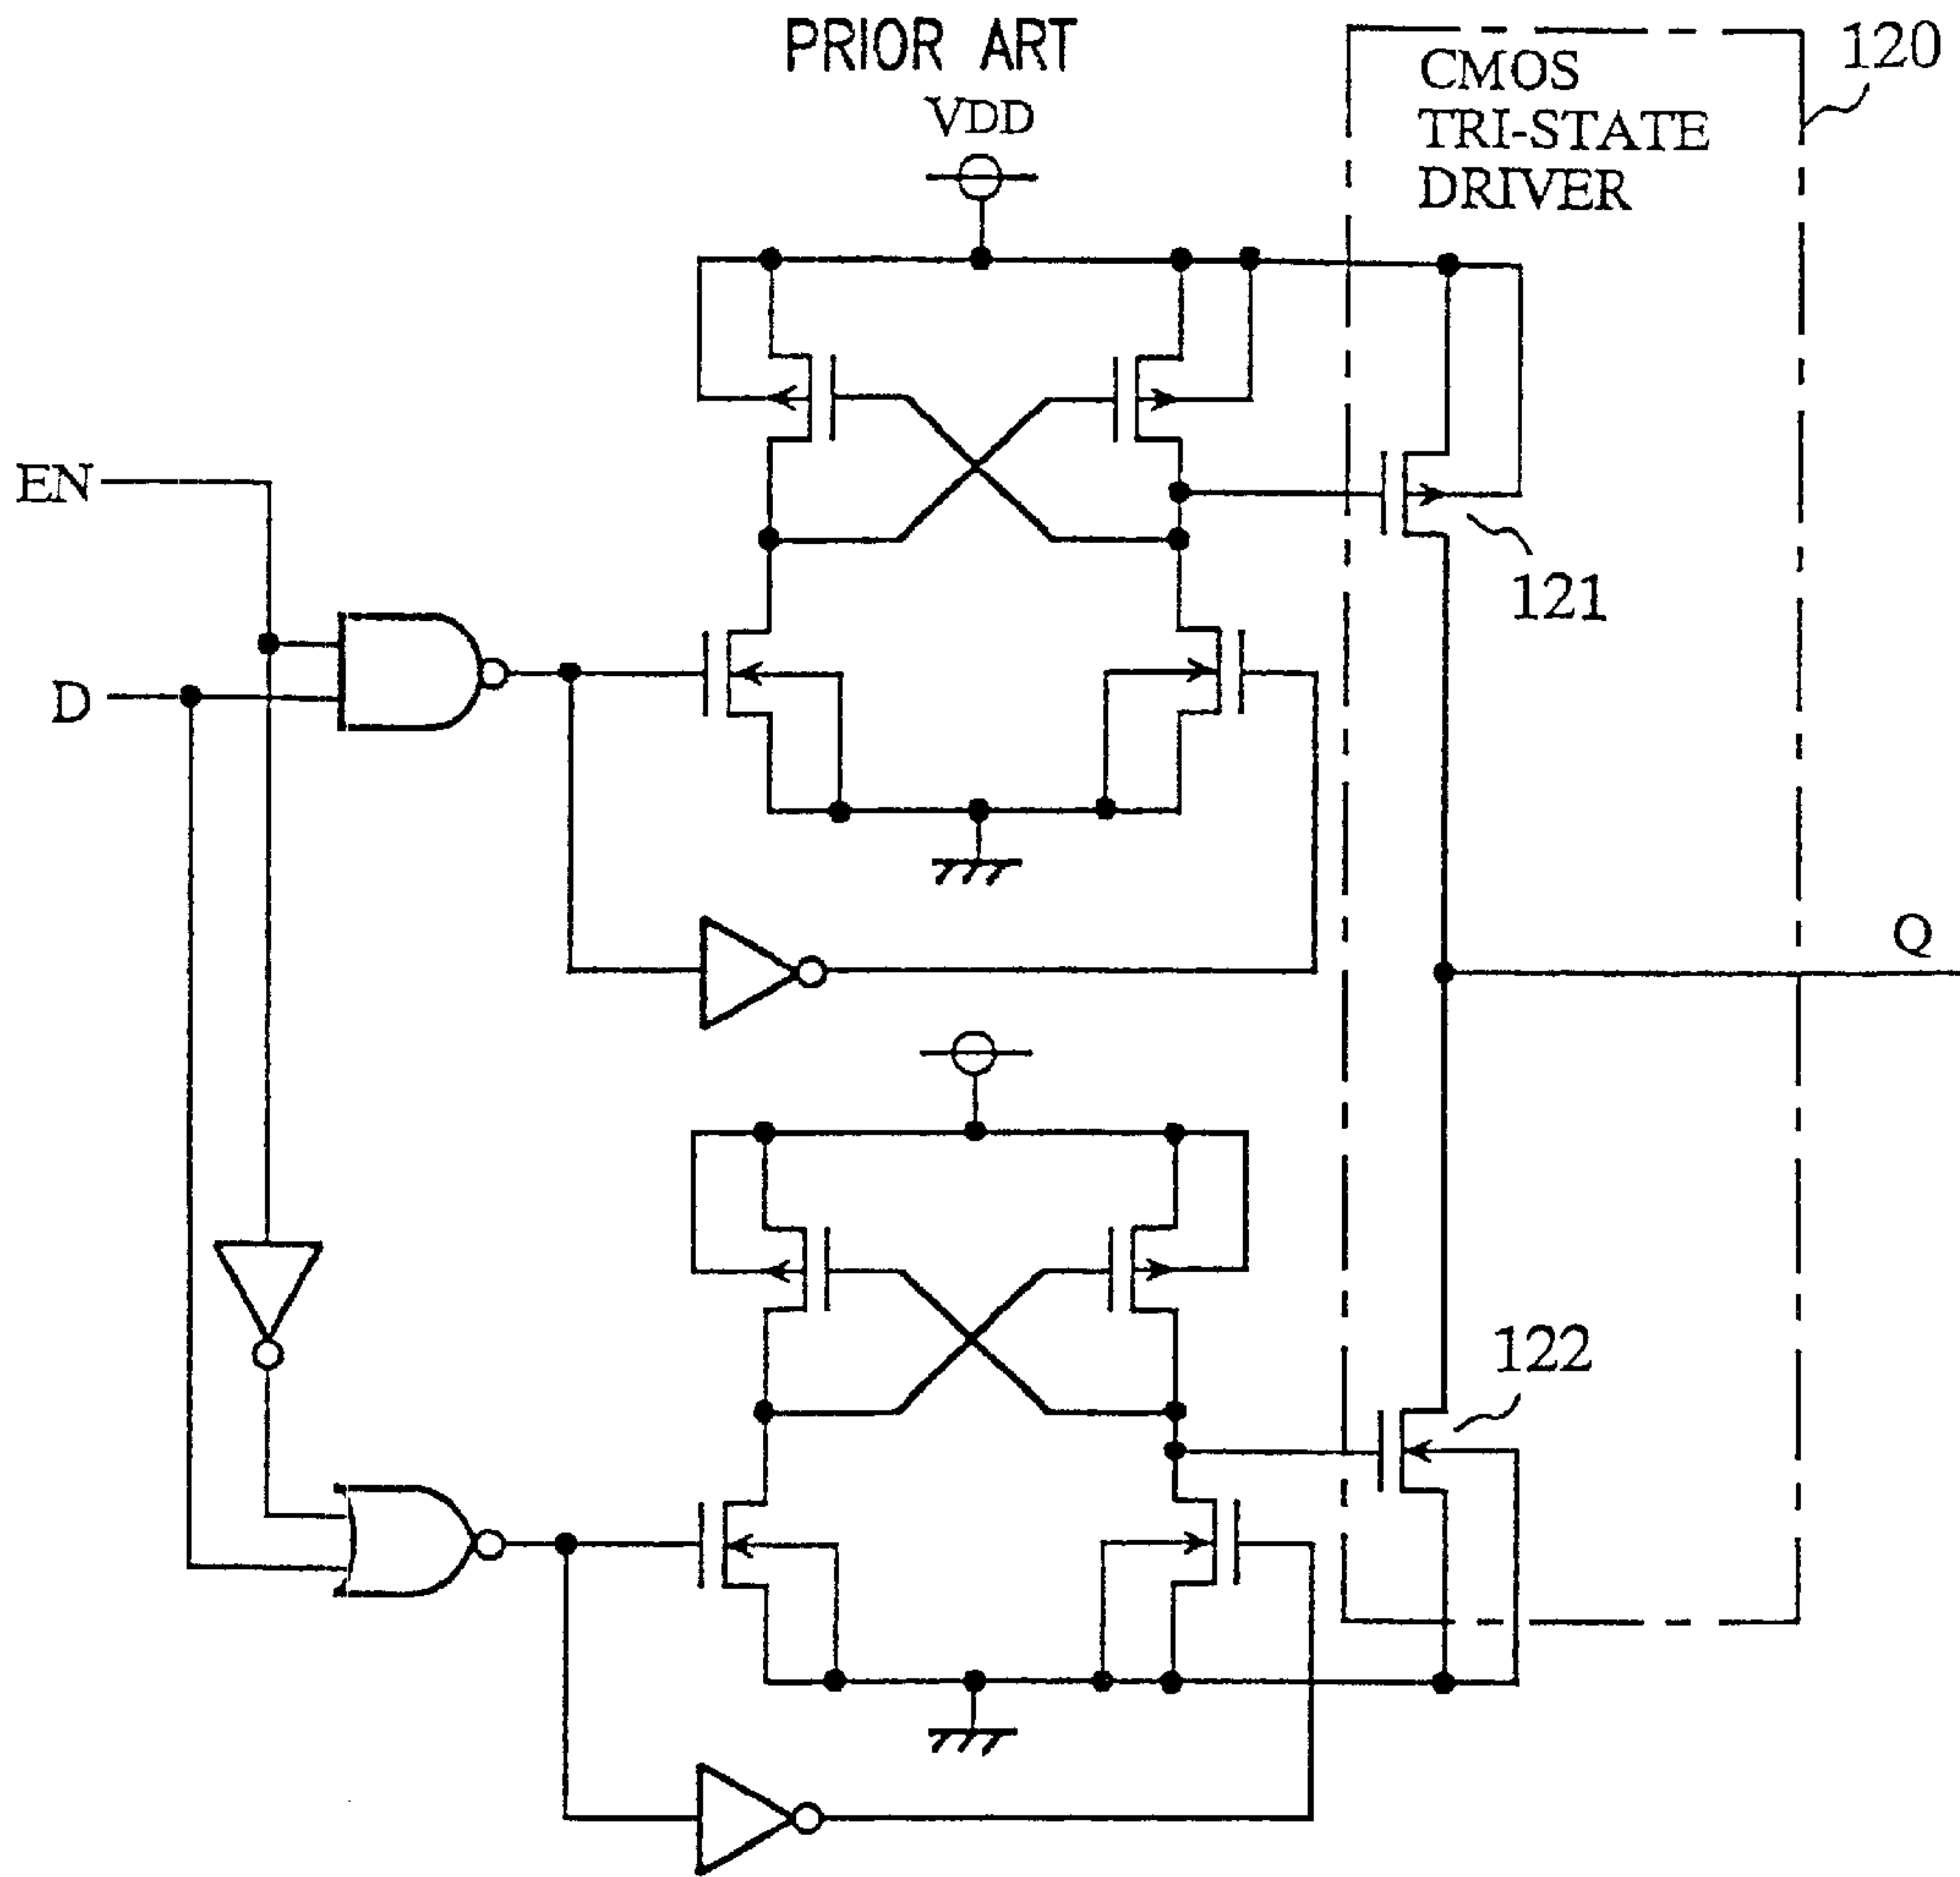 PRIOR ART
VDD
CMOS
TRI-STATE
DRIVER
120
EN
D
121
Q
122